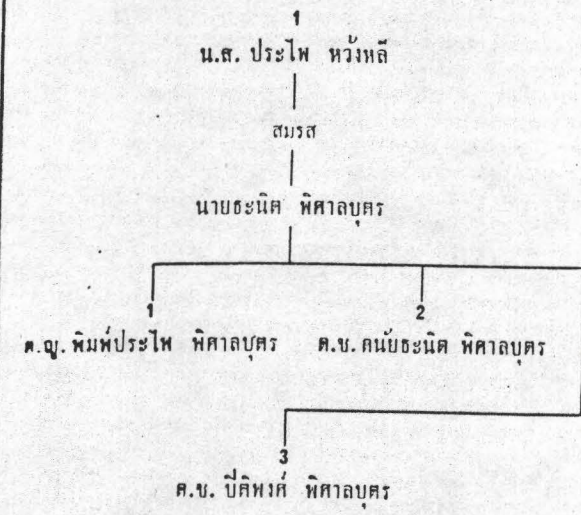 1
น.ส. ประไพ หวั่งหลี
สมรส
นายธะนิต พิศาลบุตร
1 2
ด.ญ. พิมพ์ประไพ พิศาลบุตร ด.ช. ดนัยธะนิต พิศาลบุตร
3
ด.ช. ปิติพงศ์ พิศาลบุตร